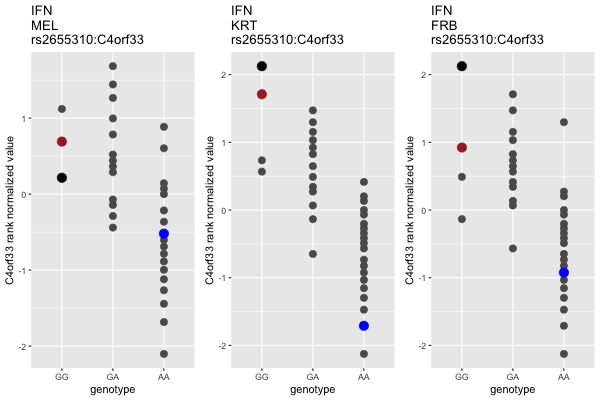 IFN
MEL
rs2655310:C4orf33
C4orf33 rank normalized value
1
0
-1
-2
GG
GA
AA
genotype
IFN
KRT
rs2655310:C4orf33
C4orf33 rank normalized value
2
1
0
-1
-2
GG
GA
AA
genotype
IFN
FRB
rs2655310:C4orf33
C4orf33 rank normalized value
2
1
0
-1
-2
GG
GA
AA
genotype